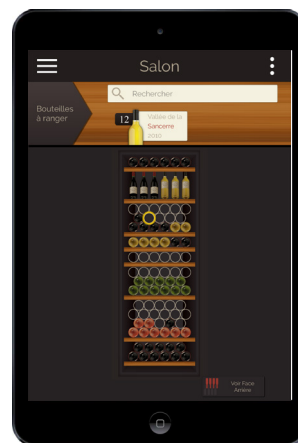 Salon
Rechercher
Bouteilles
à ranger
12
Vallée de la
Sancerre
2010
Voir Face
Arrière